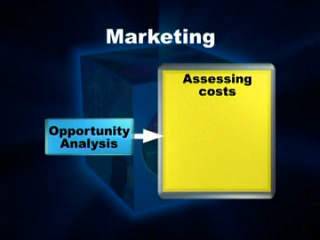 Marketing
Assessing
costs
Opportunity
Analysis